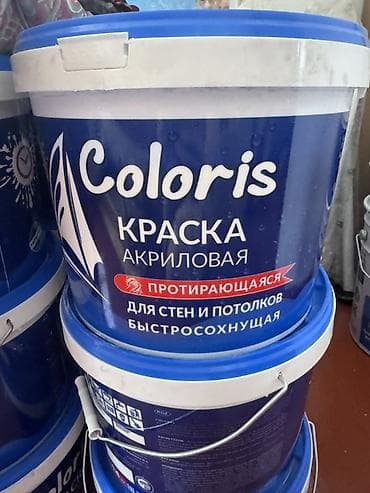 Coloris
КРАСКА
АКРИЛОВАЯ
ПРОТИРАЮЩАЯСЯ
ДЛЯ СТЕН И ПОТОЛКОВ
БЫСТРОСОХНУЩАЯ